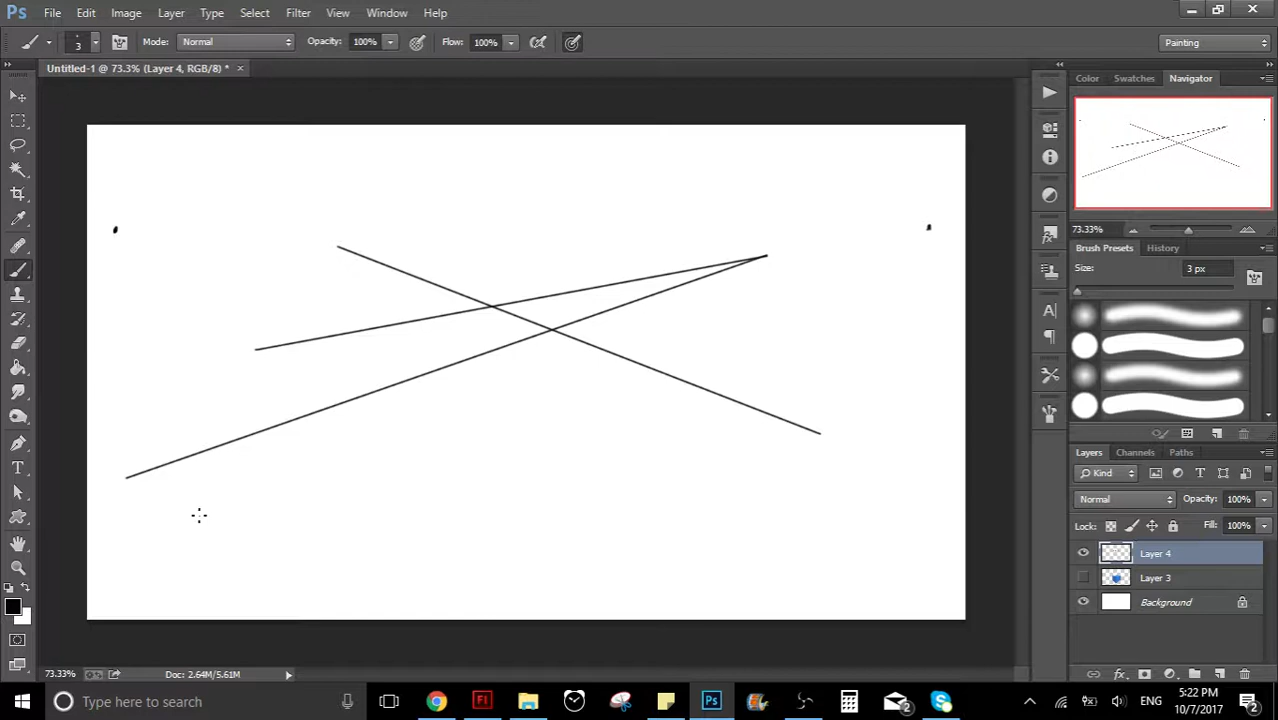 Ps File Edit Image Layer Type Select Filter View Window Help
3 Mode: Normal Opacity: 100% Flow: 100% Painting
Untitled-1 @ 73.3% (Layer 4, RGB/8) *
Color Swatches Navigator
73.33%
Brush Presets History
Size: 3 px
Layers Channels Paths
Kind
Normal Opacity: 100%
Lock: Fill: 100%
Layer 4
Layer 3
Background
73.33% Doc: 2.64M/5.61M
Type here to search
ENG
5:22 PM
10/7/2017
2